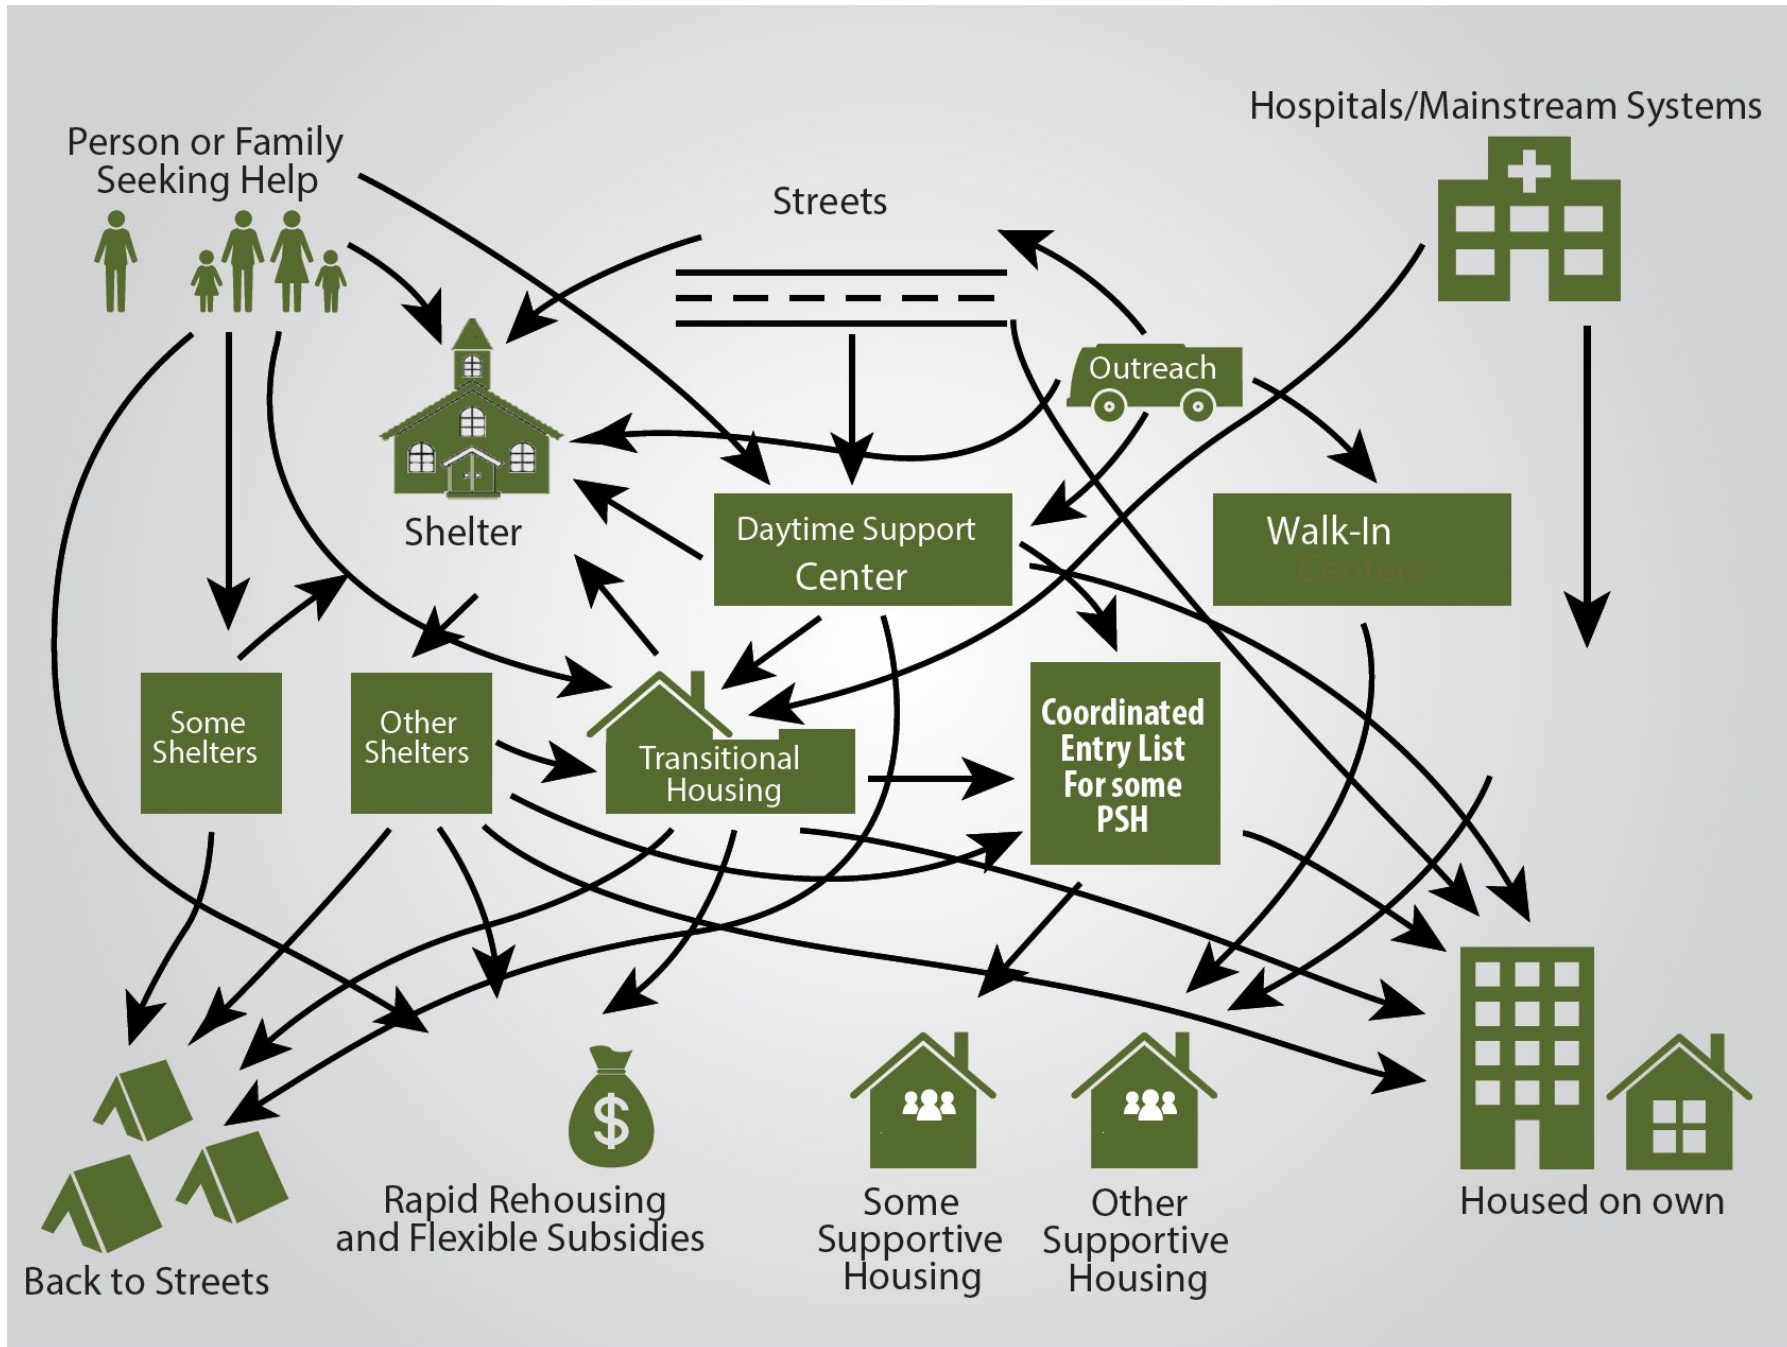 Hospitals/Mainstream Systems
Person or Family
Seeking Help
Streets
Outreach
Shelter
Daytime Support
Center
Walk-In
Centers
Some
Shelters
Other
Shelters
Transitional
Housing
Coordinated
Entry List
For some
PSH
Rapid Rehousing
and Flexible Subsidies
$
Some
Supportive
Housing
Other
Supportive
Housing
Housed on own
Back to Streets